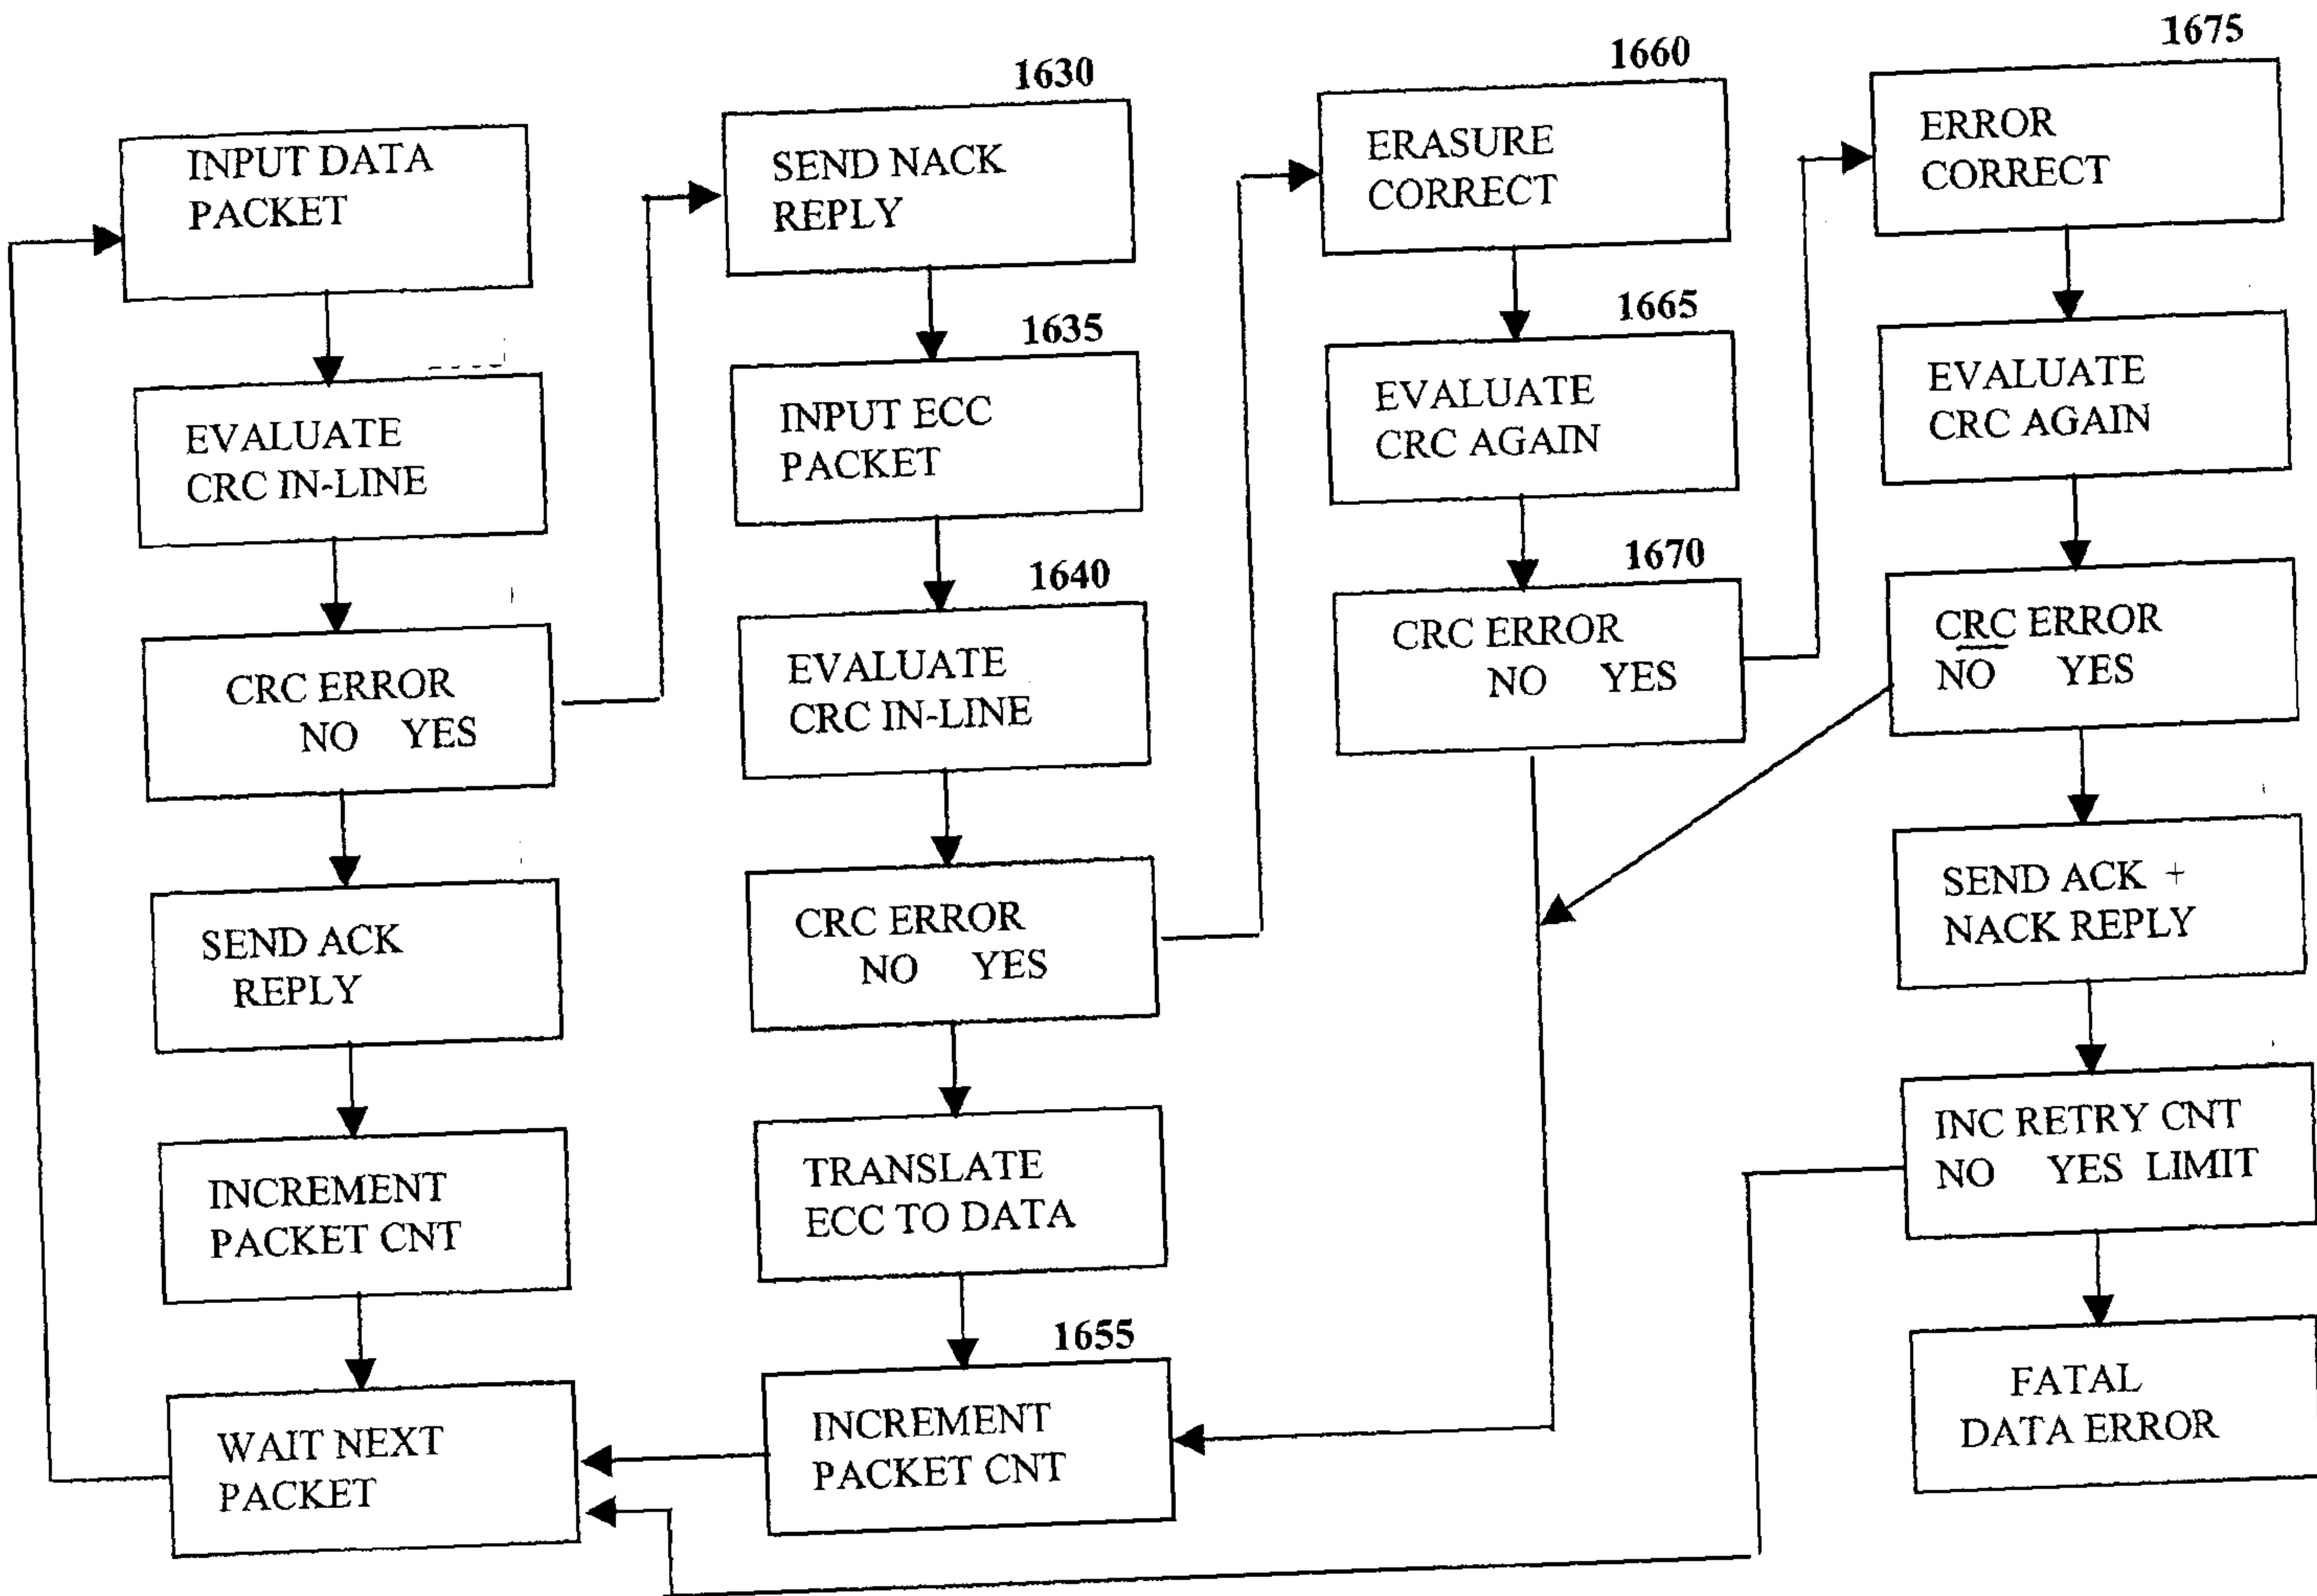 INPUT DATA
PACKET
EVALUATE
CRC IN-LINE
CRC ERROR
NO YES
SEND ACK
REPLY
INCREMENT
PACKET CNT
WAIT NEXT
PACKET
1630
SEND NACK
REPLY
1635
INPUT ECC
PACKET
1640
EVALUATE
CRC IN-LINE
CRC ERROR
NO YES
TRANSLATE
ECC TO DATA
1655
INCREMENT
PACKET CNT
1660
ERASURE
CORRECT
1665
EVALUATE
CRC AGAIN
1670
CRC ERROR
NO YES
1675
ERROR
CORRECT
EVALUATE
CRC AGAIN
CRC ERROR
NO YES
SEND ACK +
NACK REPLY
INC RETRY CNT
NO YES LIMIT
FATAL
DATA ERROR